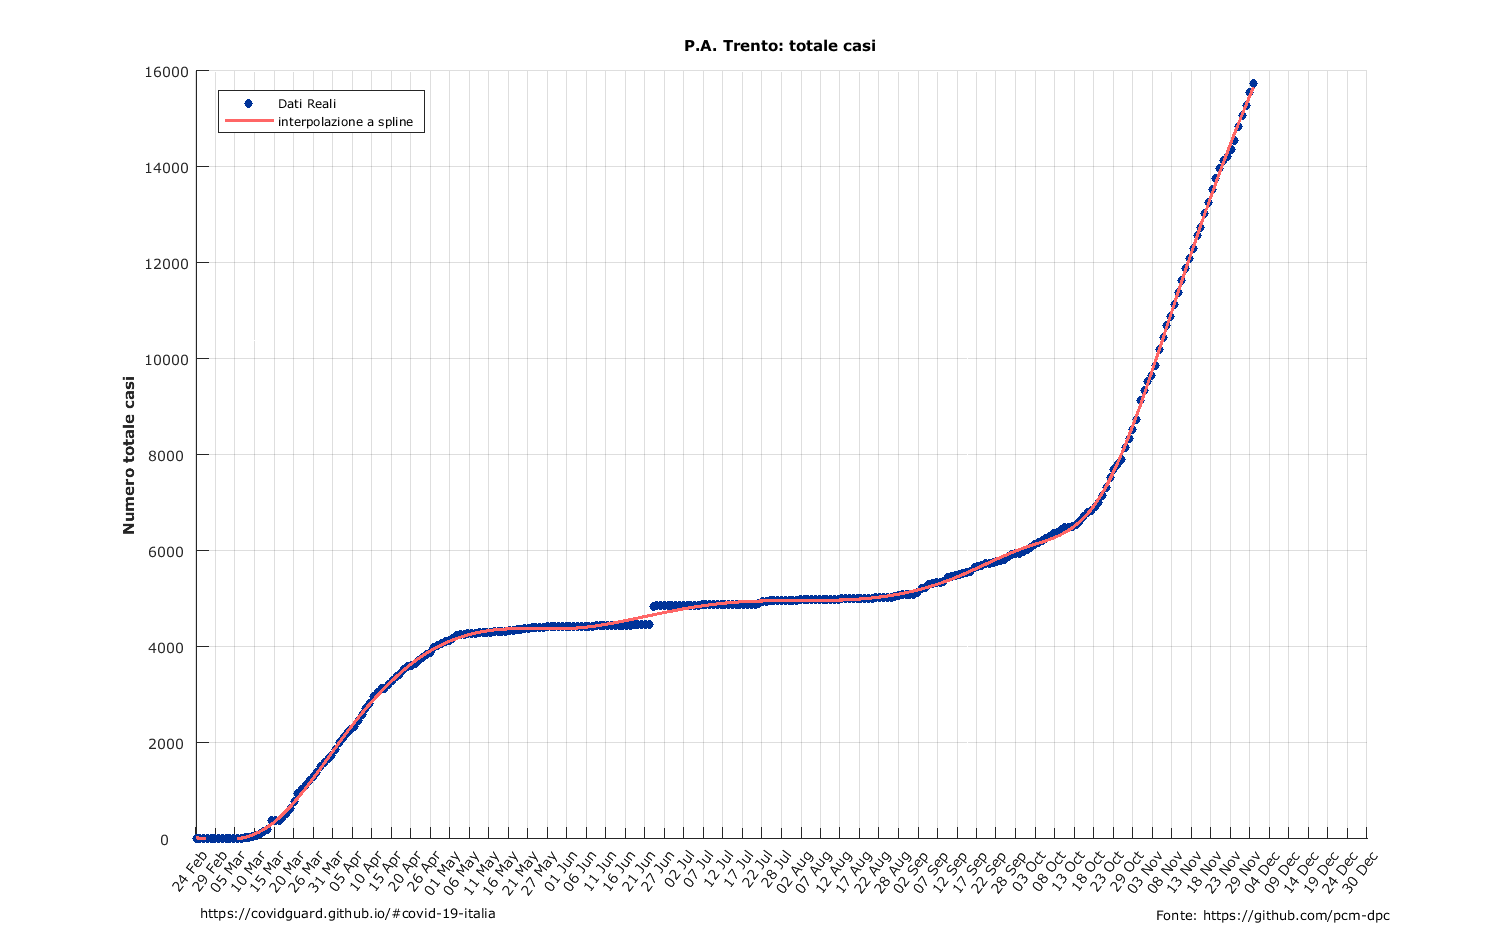 P.A. Trento: totale casi
16000
14000
12000
10000
8000
6000
4000
2000
0
Numero totale casi
Dati Reali
interpolazione a spline
24 Feb
29 Feb
05 Mar
10 Mar
15 Mar
20 Mar
26 Mar
31 Mar
05 Apr
10 Apr
15 Apr
20 Apr
26 Apr
01 May
06 May
11 May
16 May
21 May
27 May
01 Jun
06 Jun
11 Jun
16 Jun
21 Jun
27 Jun
02 Jul
07 Jul
12 Jul
17 Jul
22 Jul
28 Jul
02 Aug
07 Aug
12 Aug
17 Aug
22 Aug
28 Aug
02 Sep
07 Sep
12 Sep
17 Sep
22 Sep
28 Sep
03 Oct
08 Oct
13 Oct
18 Oct
23 Oct
29 Oct
03 Nov
08 Nov
13 Nov
18 Nov
23 Nov
29 Nov
04 Dec
09 Dec
14 Dec
19 Dec
24 Dec
30 Dec
https://covidguard.github.io/#covid-19-italia
Fonte: https://github.com/pcm-dpc